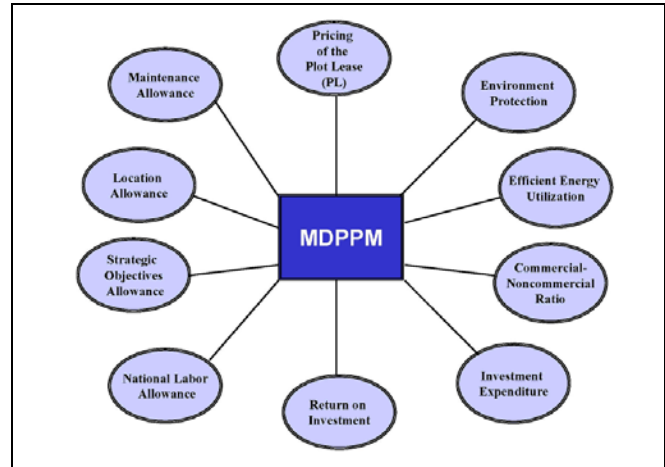 Pricing
of the
Plot Lease
(PL)
Maintenance
Allowance
Environment
Protection
Location
Allowance
Efficient Energy
Utilization
MDPPM
Strategic
Objectives
Allowance
Commercial-
Noncommercial
Ratio
National Labor
Allowance
Return on
Investment
Investment
Expenditure